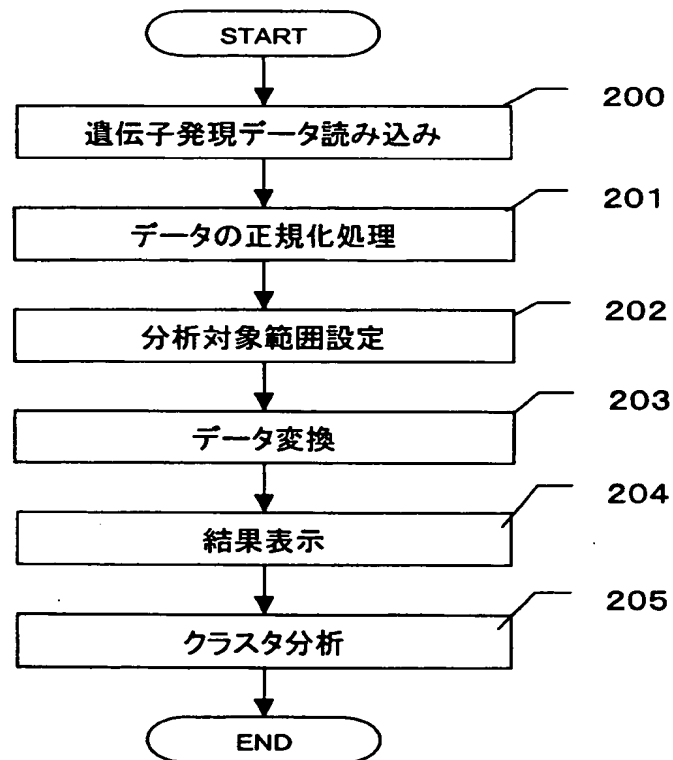 START
200
遺伝子発現データ読み込み
201
データの正規化処理
202
分析対象範囲設定
203
データ変換
204
結果表示
205
クラスタ分析
END